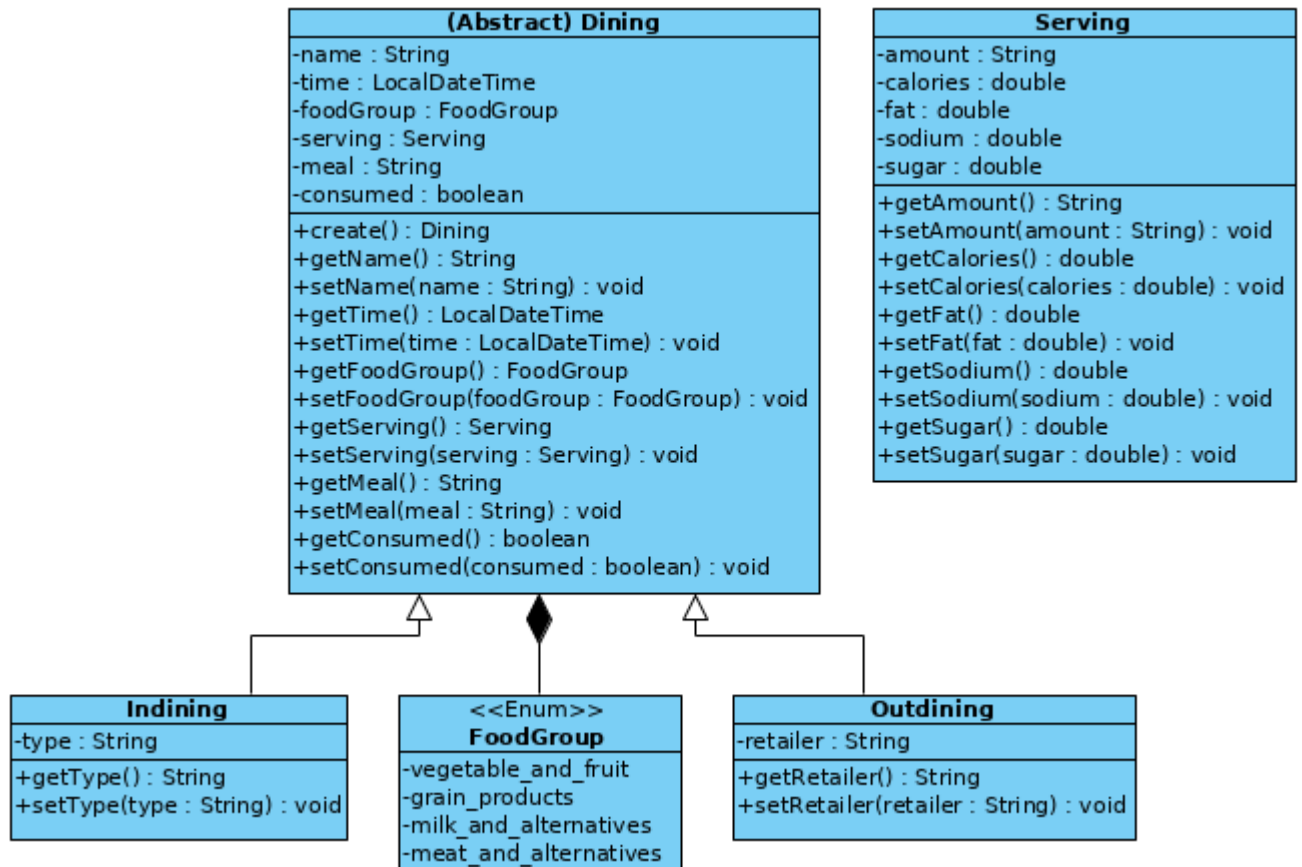 (Abstract) Dining
-name : String
-time : LocalDateTime
-foodGroup : FoodGroup
-serving : Serving
-meal : String
-consumed : boolean
+create() : Dining
+getName() : String
+setName(name : String) : void
+getTime() : LocalDateTime
+setTime(time : LocalDateTime) : void
+getFoodGroup() : FoodGroup
+setFoodGroup(foodGroup : FoodGroup) : void
+getServing() : Serving
+setServing(serving : Serving) : void
+getMeal() : String
+setMeal(meal : String) : void
+getConsumed() : boolean
+setConsumed(consumed : boolean) : void
Serving
-amount : String
-calories : double
-fat : double
-sodium : double
-sugar : double
+getAmount() : String
+setAmount(amount : String) : void
+getCalories() : double
+setCalories(calories : double) : void
+getFat() : double
+setFat(fat : double) : void
+getSodium() : double
+setSodium(sodium : double) : void
+getSugar() : double
+setSugar(sugar : double) : void
Indining
-type : String
+getType() : String
+setType(type : String) : void
<<Enum>>
FoodGroup
-vegetable_and_fruit
-grain_products
-milk_and_alternatives
-meat_and_alternatives
Outdining
-retailer : String
+getRetailer() : String
+setRetailer(retailer : String) : void